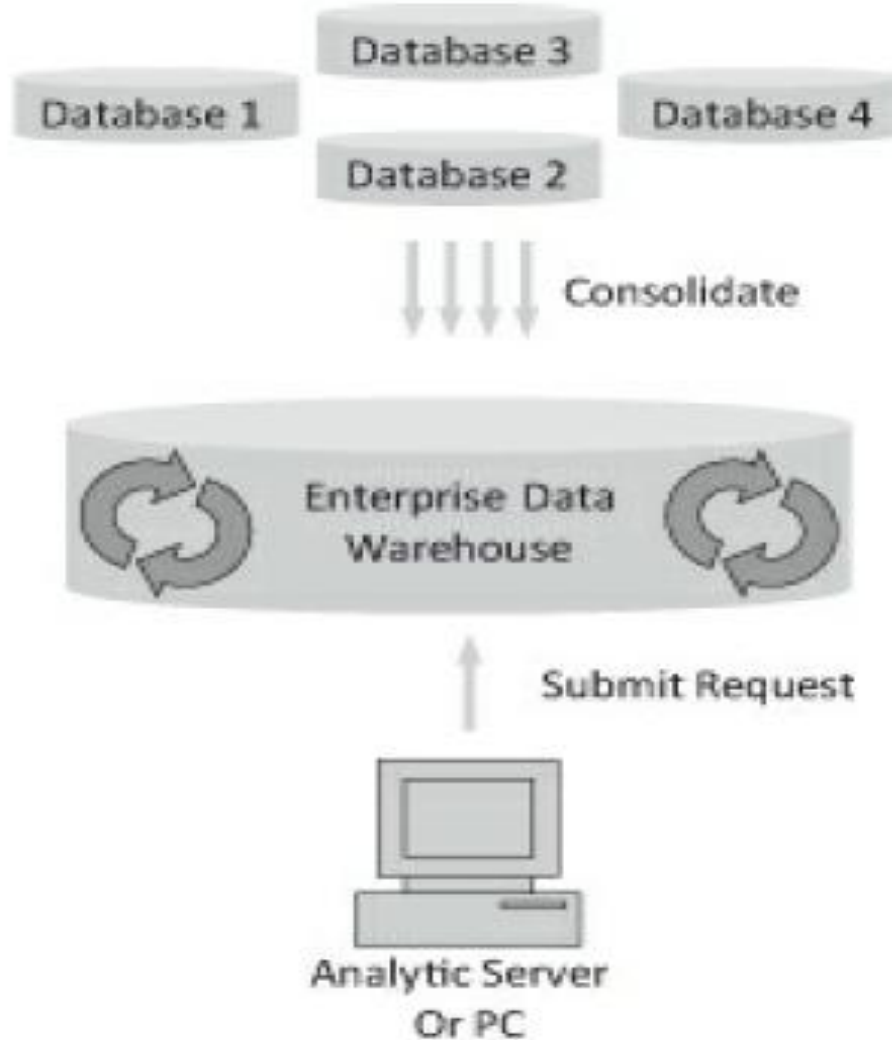 Database 3
Database 1
Database 4
Database 2
Consolidate
Enterprise Data
Warehouse
Submit Request
Analytic Server
Or PC